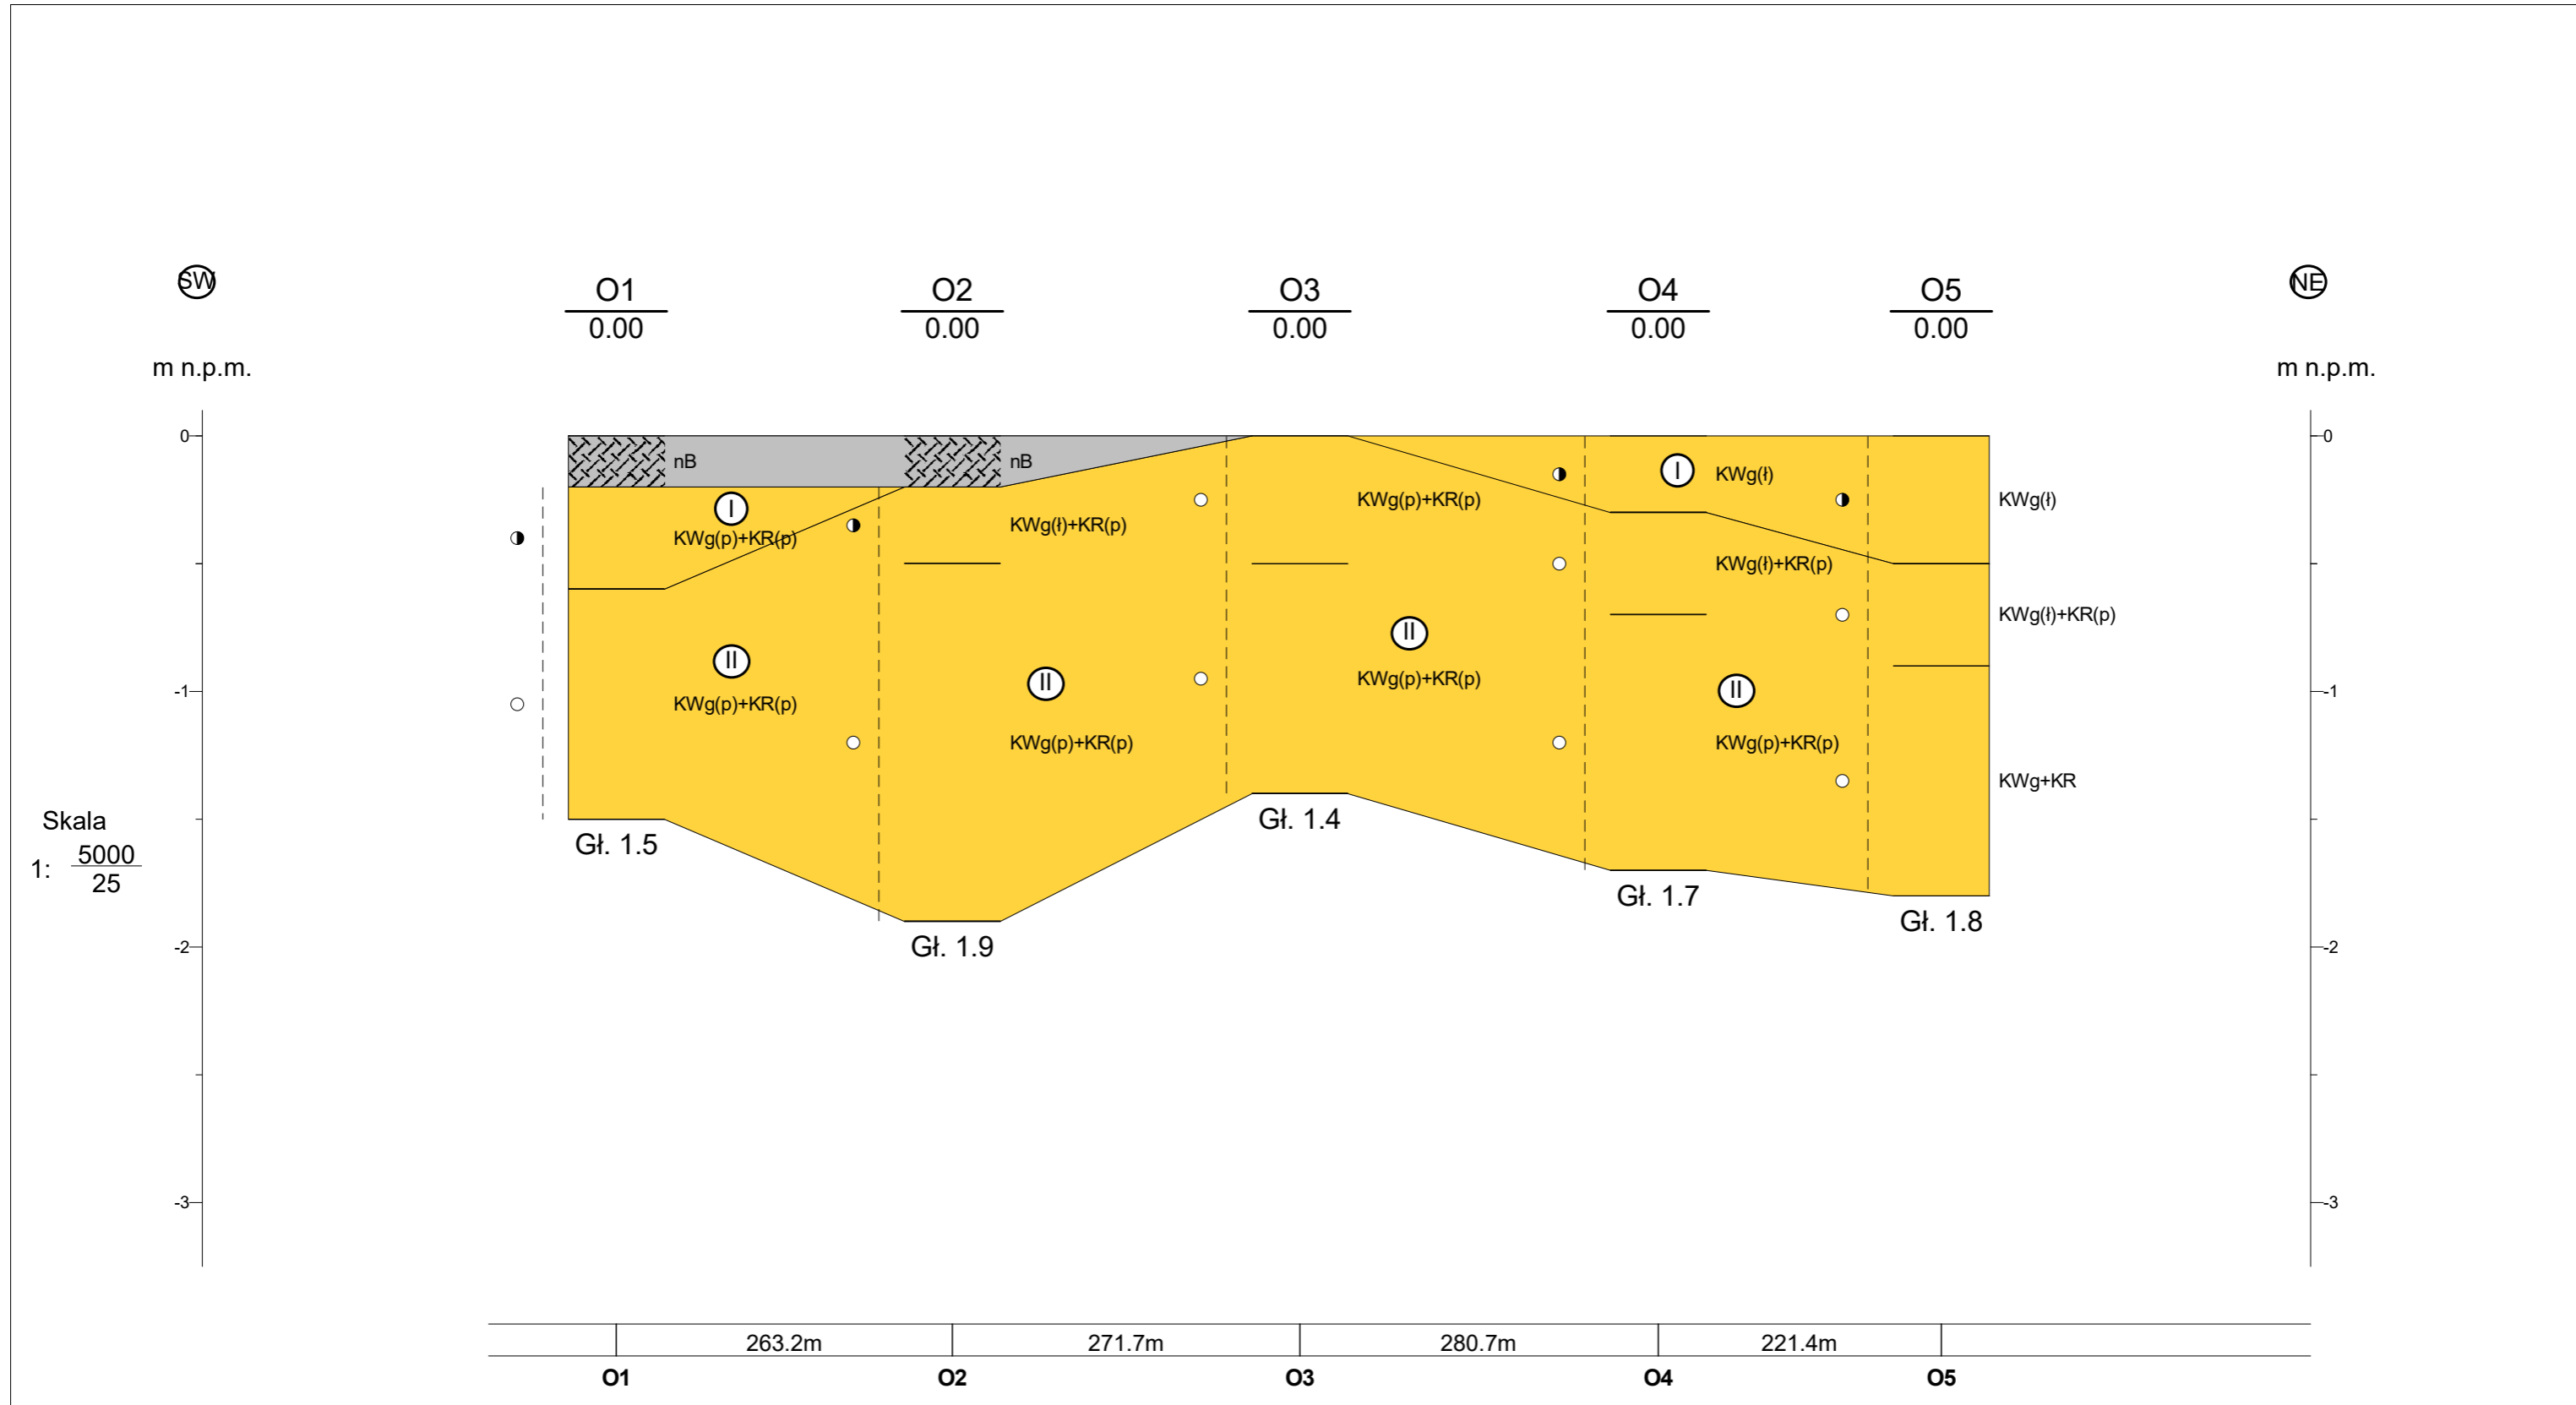 SW
NE
O1
O2
O3
O4
O5
0.00
0.00
0.00
0.00
0.00
m n.p.m.
m n.p.m.
0
0
nB
nB
I
I
KWg(ł)
KWg(p)+KR(p)
KWg(ł)
KWg(p)+KR(p)
KWg(ł)+KR(p)
KWg(ł)+KR(p)
KWg(ł)+KR(p)
II
II
II
II
KWg(p)+KR(p)
-1
-1
KWg(p)+KR(p)
KWg(p)+KR(p)
KWg(p)+KR(p)
KWg+KR
Gł. 1.5
Gł. 1.9
Gł. 1.4
Gł. 1.7
Gł. 1.8
Skala
1: 5000
25
-2
-2
-3
-3
263.2m
271.7m
280.7m
221.4m
O1
O2
O3
O4
O5